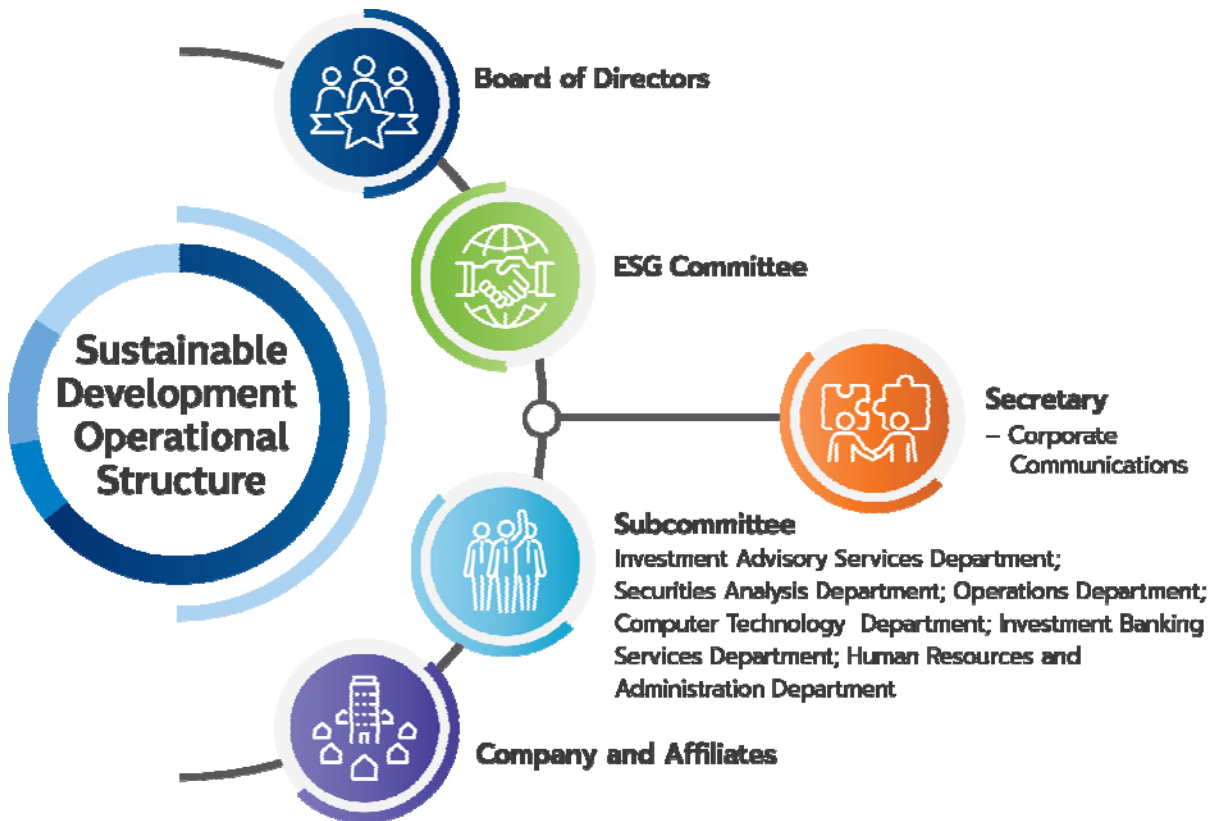 Board of Directors
ESG Committee
Sustainable
Development
Operational
Structure
Secretary
– Corporate
Communications
Subcommittee
Investment Advisory Services Department;
Securities Analysis Department; Operations Department;
Computer Technology Department; Investment Banking
Services Department; Human Resources and
Administration Department
Company and Affiliates